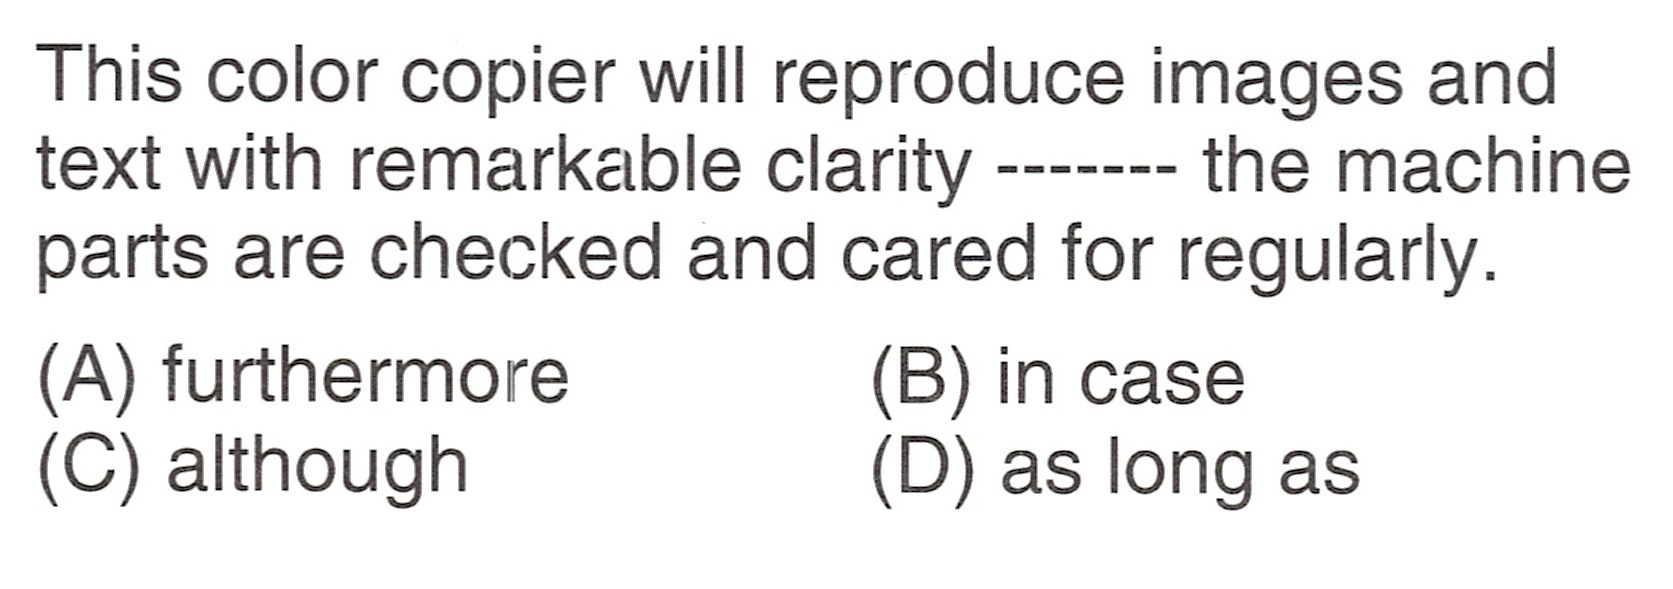 This color copier will reproduce images and
text with remarkable clarity ------- the machine
parts are checked and cared for regularly.
(A) furthermore (B) in case
(C) although (D) as long as